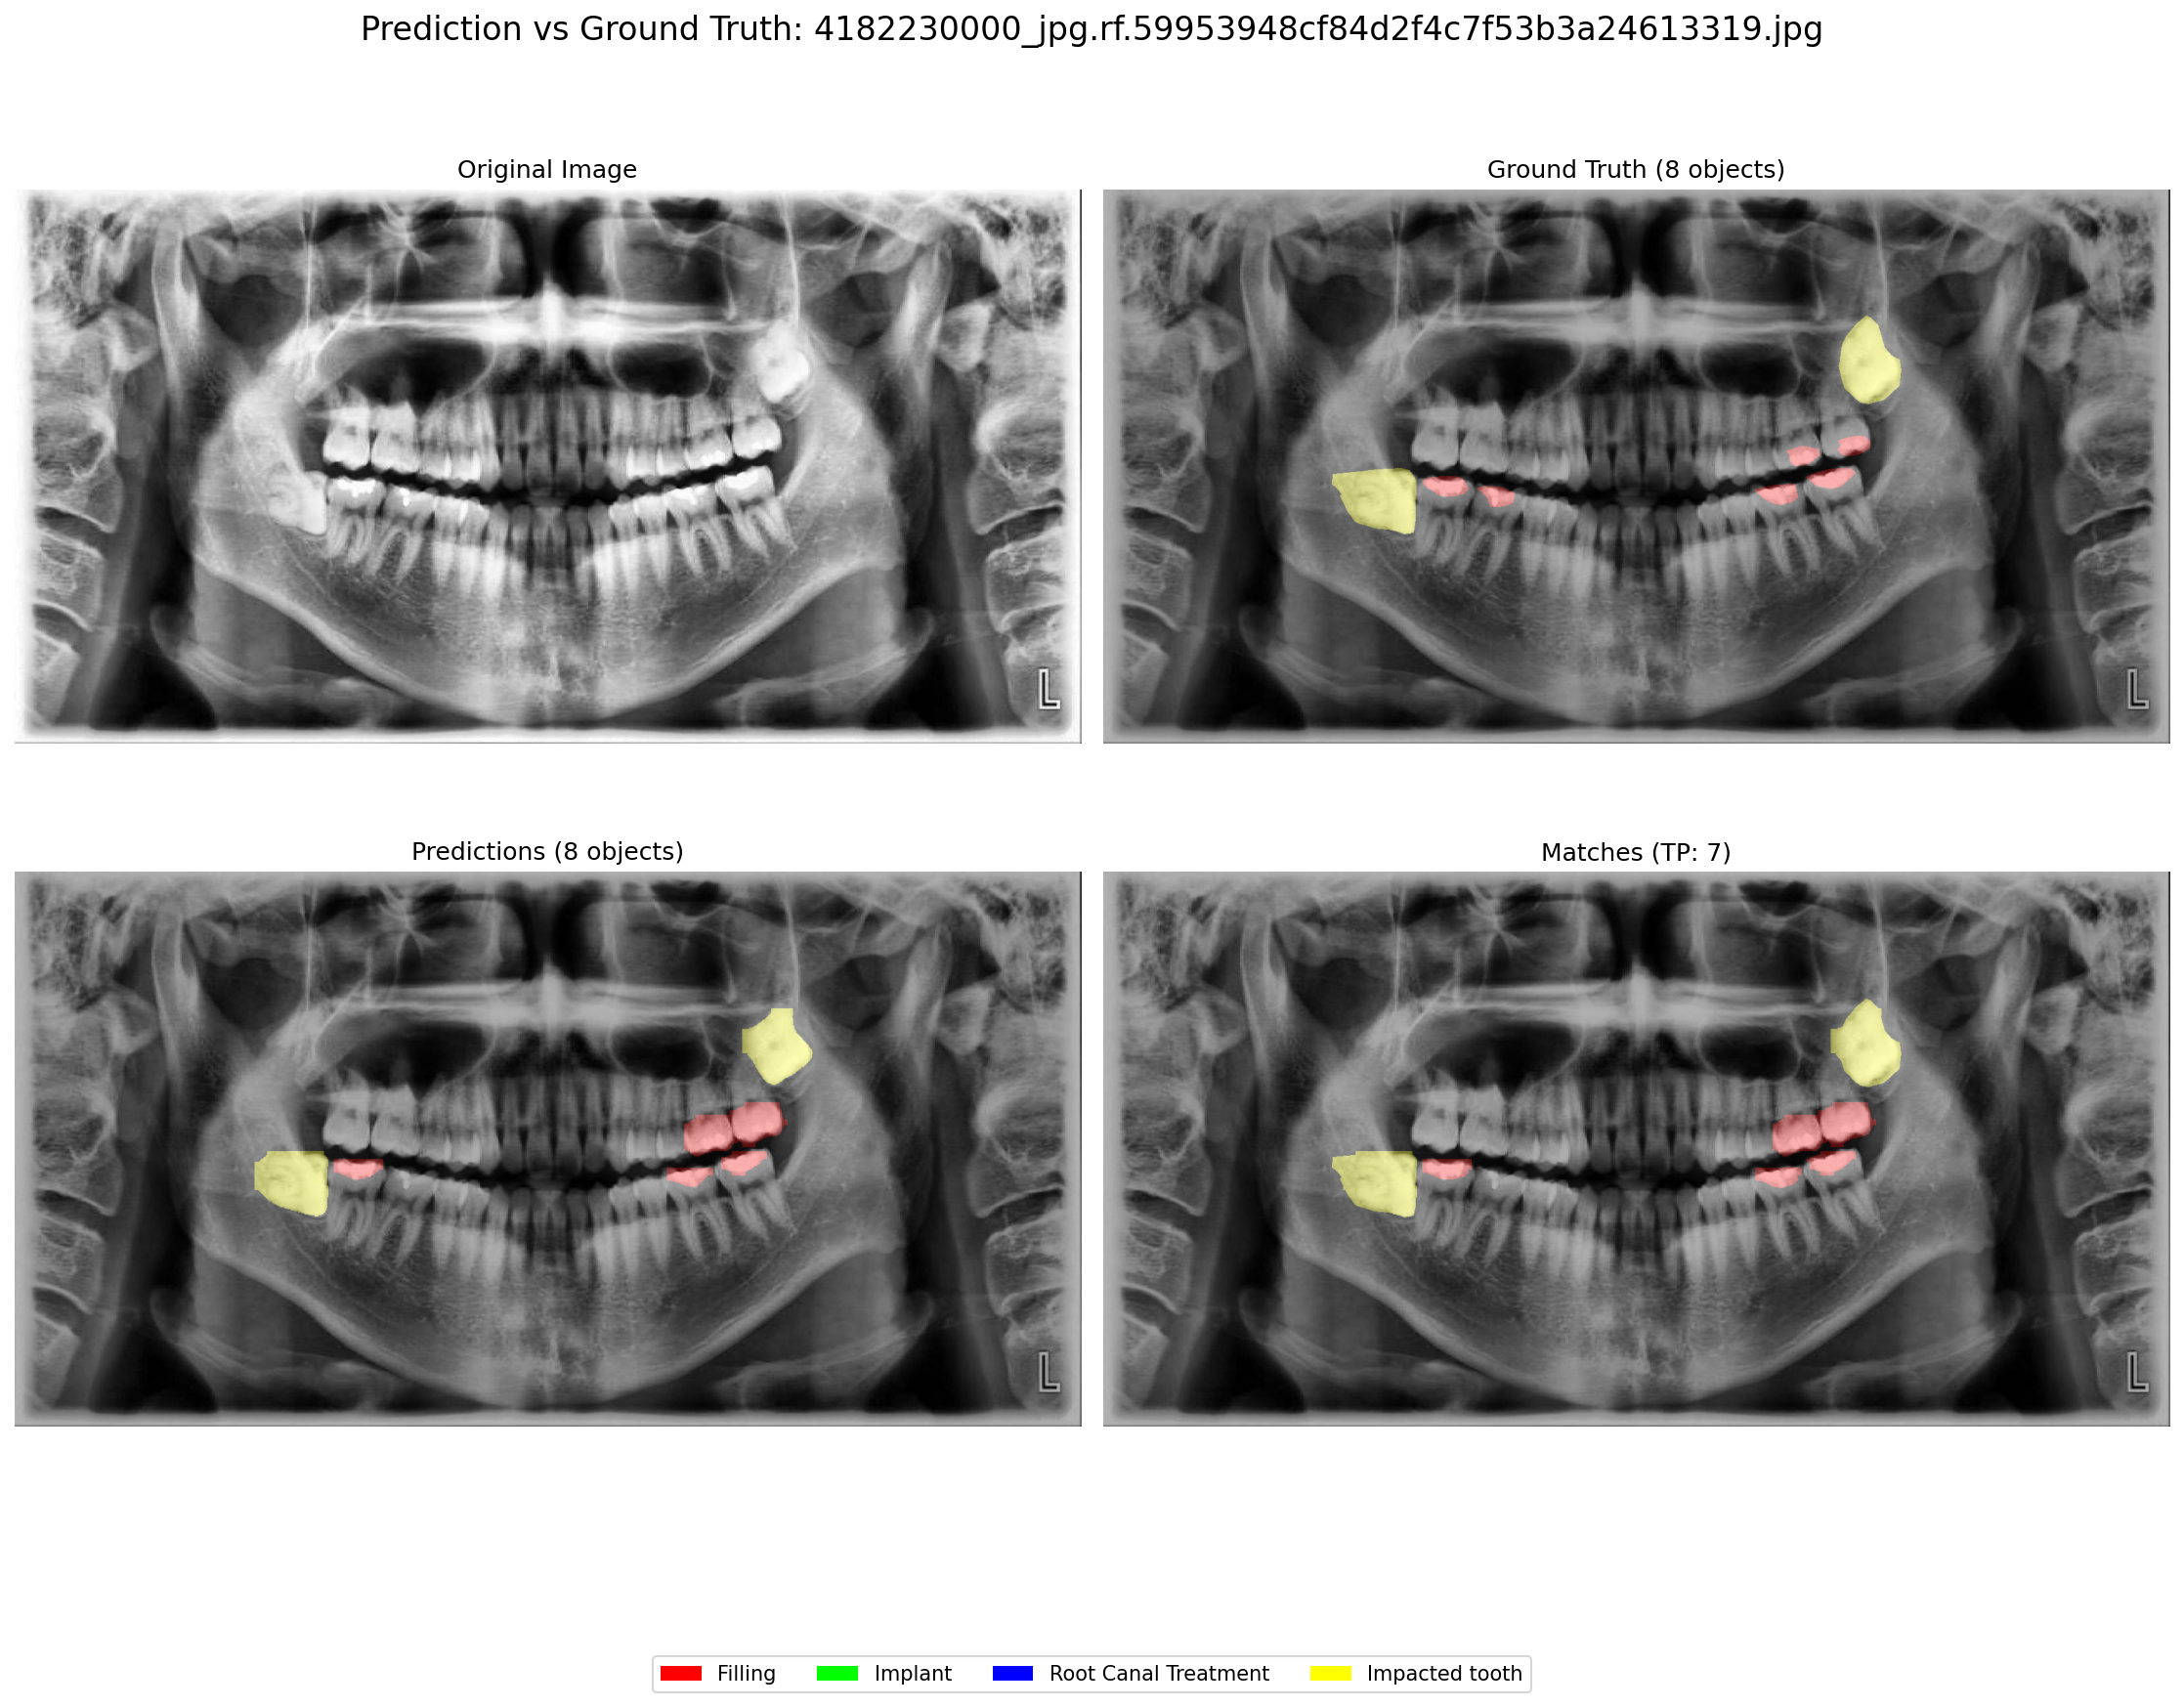 Prediction vs Ground Truth: 4182230000_jpg.rf.59953948cf84d2f4c7f53b3a24613319.jpg
Original Image
Ground Truth (8 objects)
L
L
Predictions (8 objects)
Matches (TP: 7)
L
L
Filling
Implant
Root Canal Treatment
Impacted tooth